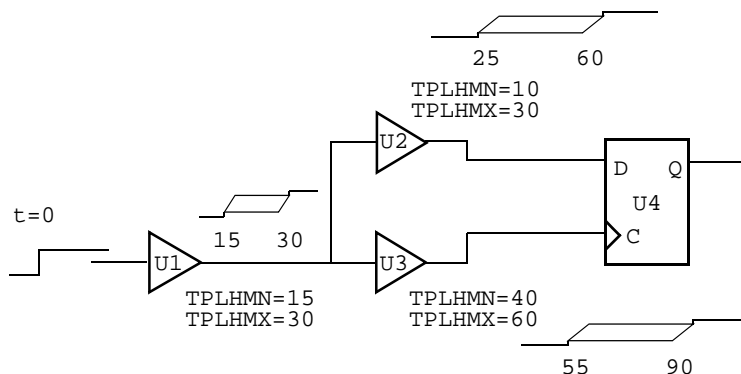 25 60
TPLHMN=10
TPLHMX=30
U2
D Q
U4
C
t=0
15 30
U1
U3
TPLHMN=15
TPLHMX=30
TPLHMN=40
TPLHMX=60
55 90